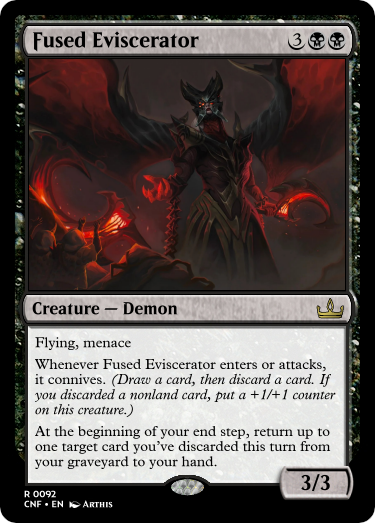 Fused Eviscerator 3
Creature — Demon
Flying, menace
Whenever Fused Eviscerator enters or attacks,
it connives. (Draw a card, then discard a card. If
you discarded a nonland card, put a +1/+1 counter
on this creature.)
At the beginning of your end step, return up to
one target card you’ve discarded this turn from
your graveyard to your hand.
3/3
R 0092
CNF • EN ARTHIS